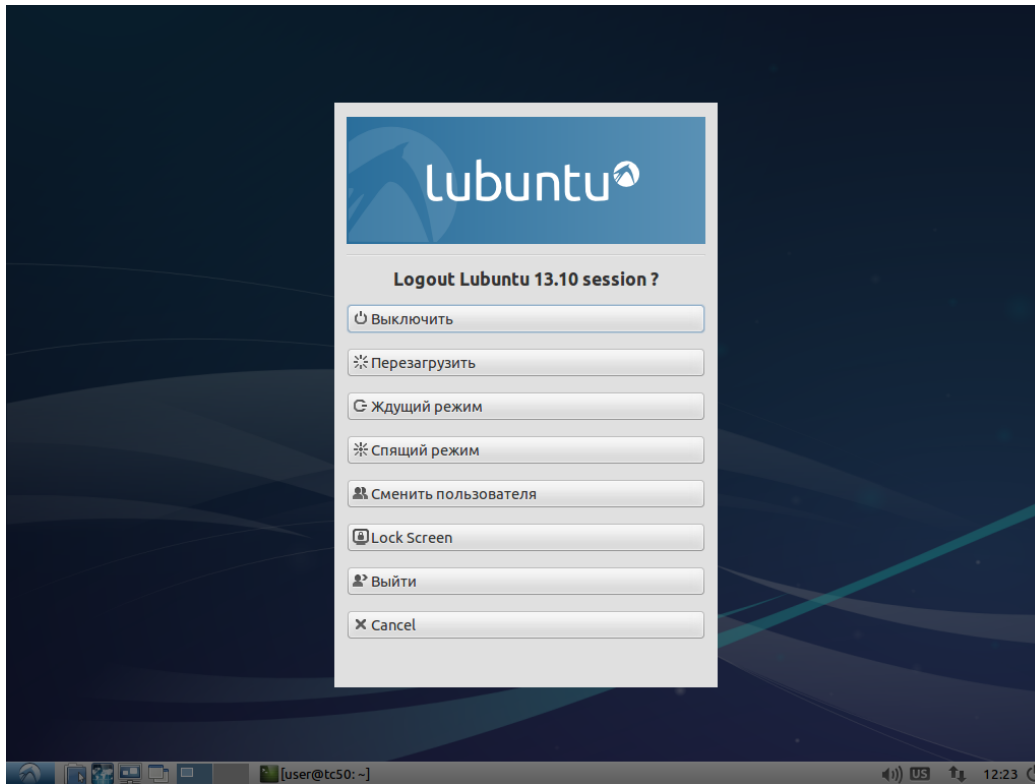 lubuntu
Logout Lubuntu 13.10 session ?
Выключить
Перезагрузить
Ждущий режим
Спящий режим
Сменить пользователя
Lock Screen
Выйти
Cancel
[user@tc50: ~]
US
12:23